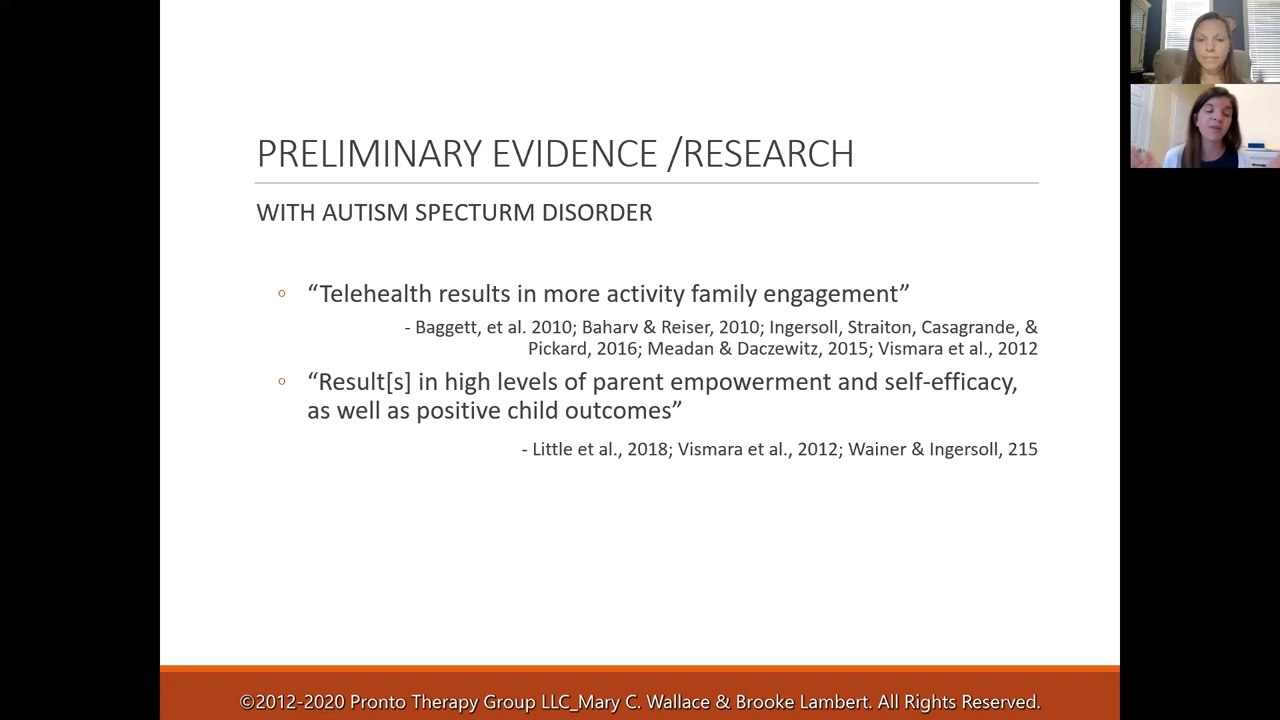 PRELIMINARY EVIDENCE /RESEARCH
WITH AUTISM SPECTURM DISORDER
“Telehealth results in more activity family engagement”
- Baggett, et al. 2010; Baharv & Reiser, 2010; Ingersoll, Straiton, Casagrande, &
Pickard, 2016; Meadan & Daczewitz, 2015; Vismara et al., 2012
“Result[s] in high levels of parent empowerment and self-efficacy,
as well as positive child outcomes”
- Little et al., 2018; Vismara et al., 2012; Wainer & Ingersoll, 215
©2012-2020 Pronto Therapy Group LLC_Mary C. Wallace & Brooke Lambert. All Rights Reserved.